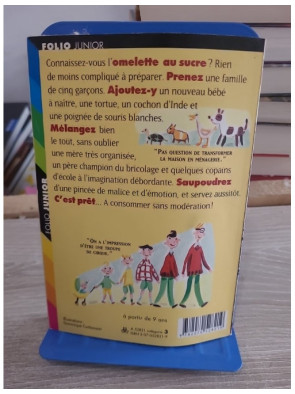 FOLIO JUNIOR
Connaissez-vous l'omelette au sucre? Rien
de moins compliqué à préparer. Prenez une famille
de cinq garçons. Ajoutez-y un nouveau bébé
à naître, une tortue, un cochon d'Inde et
une poignée de souris blanches.
Mélangez bien
le tout, sans oublier
une mère très organisée,
"PAS QUESTION DE TRANSFORMER
LA MAISON EN MÉNAGERIE."
un père champion du bricolage et quelques copains
d'école à l'imagination débordante. Saupoudrez
d'une pincée de malice et d'émotion, et servez aussitôt.
C'est prêt... A consommer sans modération!
FOLIO JUNIOR
"ON A L'IMPRESSION
D'ÊTRE UNE TROUPE
DE CIRQUE."
à partir de 9 ans